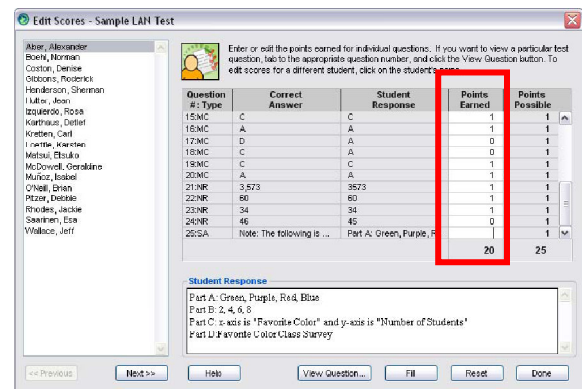 Edit Scores - Sample LAN Test
Aber, Alexander
Boehl, Norman
Coston, Denise
Gibbons, Roderick
Henderson, Sherman
Hutter, Jean
Izquierdo, Rosa
Karthaus, Detlef
Kretten, Carl
Loettle, Karsten
Matsui, Etsuko
McDowell, Geraldine
Muñoz, Isabel
O'Neill, Brian
Pitzer, Debbie
Rhodes, Jackie
Saarinen, Esa
Wallace, Jeff
Enter or edit the points earned for individual questions. If you want to view a particular test
question, tab to the appropriate question number, and click the View Question button. To
edit scores for a different student, click on the student's name.
Question #: Type Correct Answer Student Response Points Earned Points Possible
15:MC C C 1 1
16:MC A A 1 1
17:MC D A 0 1
18:MC C A 0 1
19:MC C C 1 1
20:MC A A 1 1
21:NR 3,573 3573 1 1
22:NR 60 60 1 1
23:NR 34 34 1 1
24:NR 46 45 0 1
25:SA Note: The following is ... Part A: Green, Purple, R 1
20 25
Student Response
Part A: Green, Purple, Red, Blue
Part B: 2, 4, 6, 8
Part C: x-axis is "Favorite Color" and y-axis is "Number of Students"
Part D:Favorite Color Class Survey
<< Previous Next >> Help View Question... Fill Reset Done